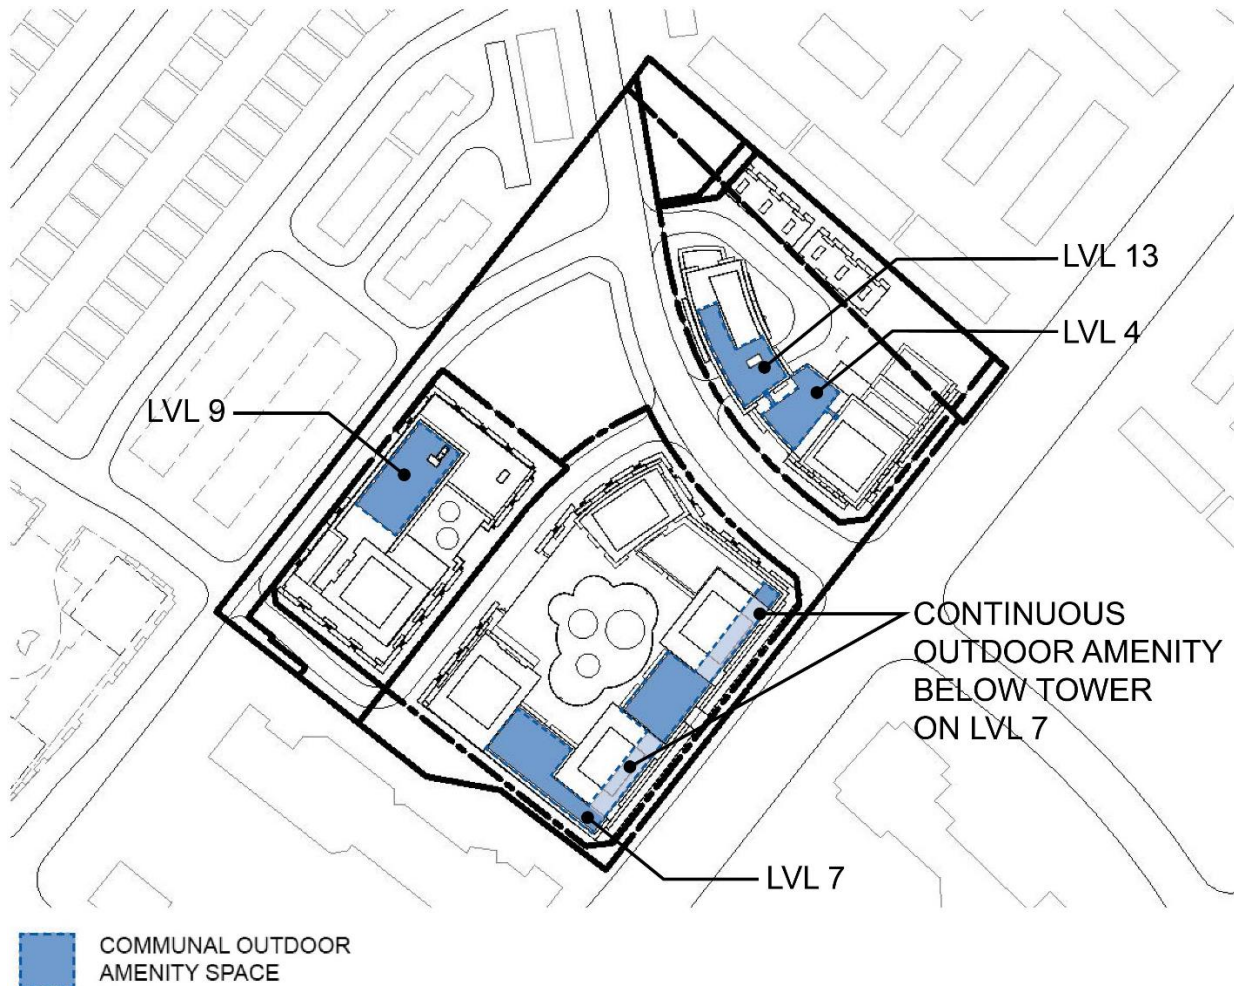 LVL 13
LVL 4
LVL 9
CONTINUOUS
OUTDOOR AMENITY
BELOW TOWER
ON LVL 7
LVL 7
COMMUNAL OUTDOOR
AMENITY SPACE